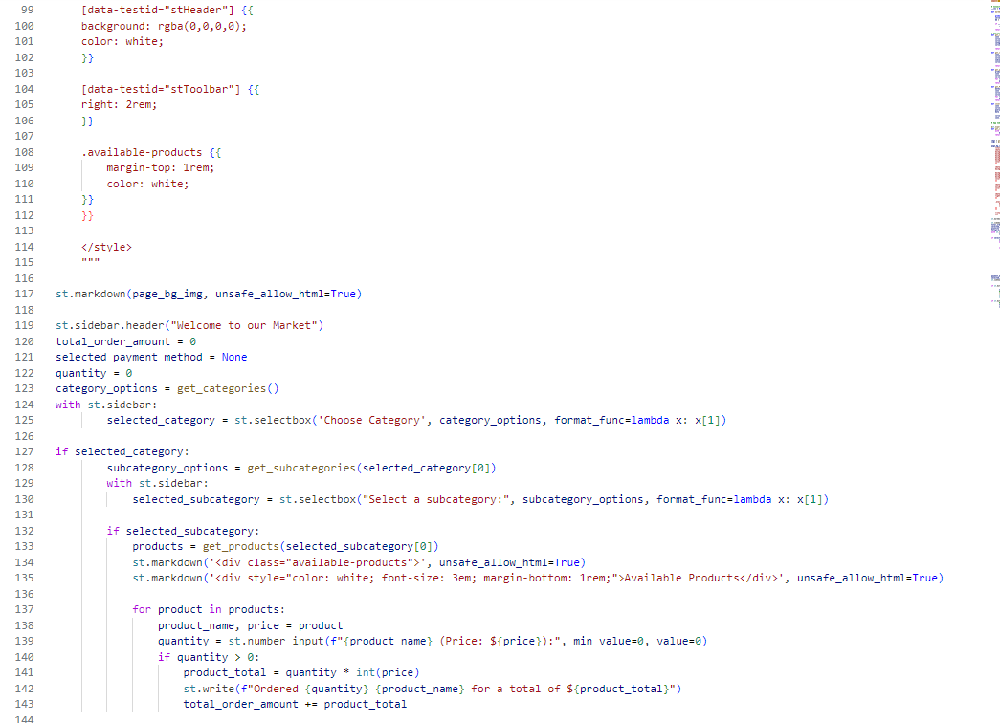 99 [data-testid="stHeader"] {{
100 background: rgba(0,0,0,0);
101 color: white;
102 }}
103
104 [data-testid="stToolbar"] {{
105 right: 2rem;
106 }}
107
108 .available-products {{
109 margin-top: 1rem;
110 color: white;
111 }}
112 }}
113
114 </style>
115 """
116
117 st.markdown(page_bg_img, unsafe_allow_html=True)
118
119 st.sidebar.header("Welcome to our Market")
120 total_order_amount = 0
121 selected_payment_method = None
122 quantity = 0
123 category_options = get_categories()
124 with st.sidebar:
125 selected_category = st.selectbox('Choose Category', category_options, format_func=lambda x: x[1])
126
127 if selected_category:
128 subcategory_options = get_subcategories(selected_category[0])
129 with st.sidebar:
130 selected_subcategory = st.selectbox("Select a subcategory:", subcategory_options, format_func=lambda x: x[1])
131
132 if selected_subcategory:
133 products = get_products(selected_subcategory[0])
134 st.markdown('<div class="available-products">', unsafe_allow_html=True)
135 st.markdown('<div style="color: white; font-size: 3em; margin-bottom: 1rem;">Available Products</div>', unsafe_allow_html=True)
136
137 for product in products:
138 product_name, price = product
139 quantity = st.number_input(f"{product_name} (Price: ${price}):", min_value=0, value=0)
140 if quantity > 0:
141 product_total = quantity * int(price)
142 st.write(f"Ordered {quantity} {product_name} for a total of ${product_total}")
143 total_order_amount += product_total
144